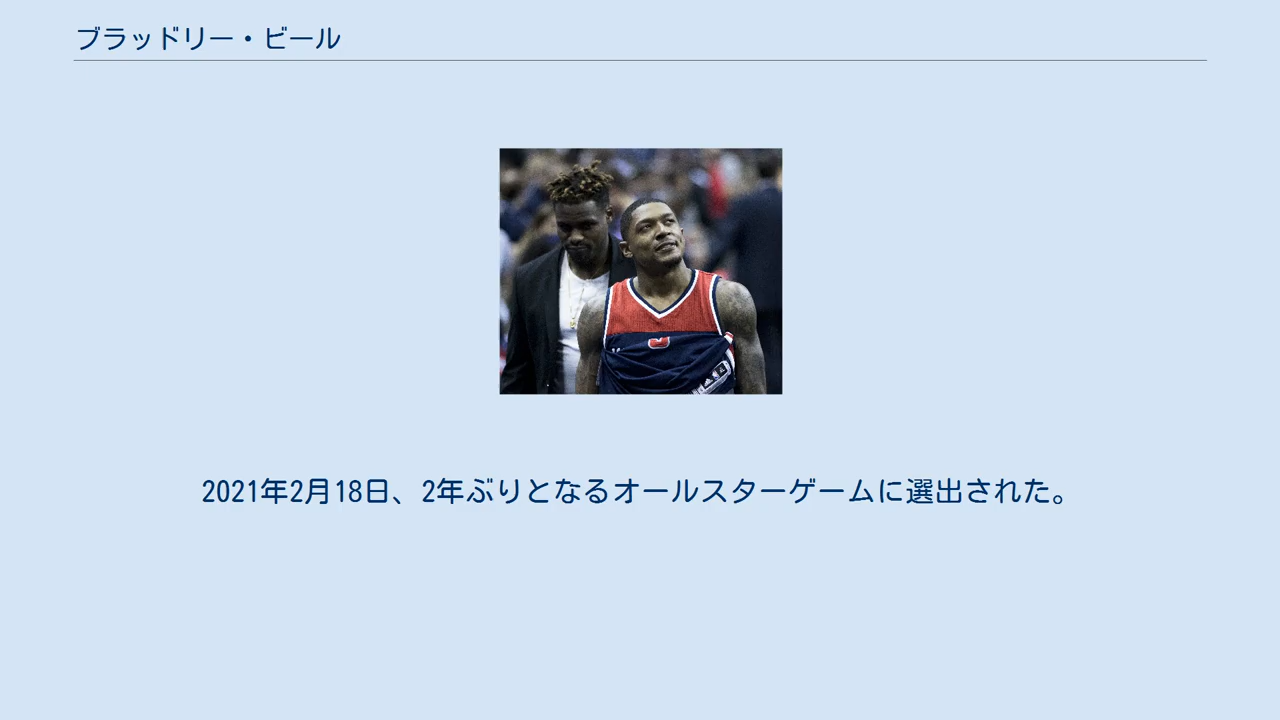 ブラッドリー・ビール
3
2021年2月18日、2年ぶりとなるオールスターゲームに選出された。